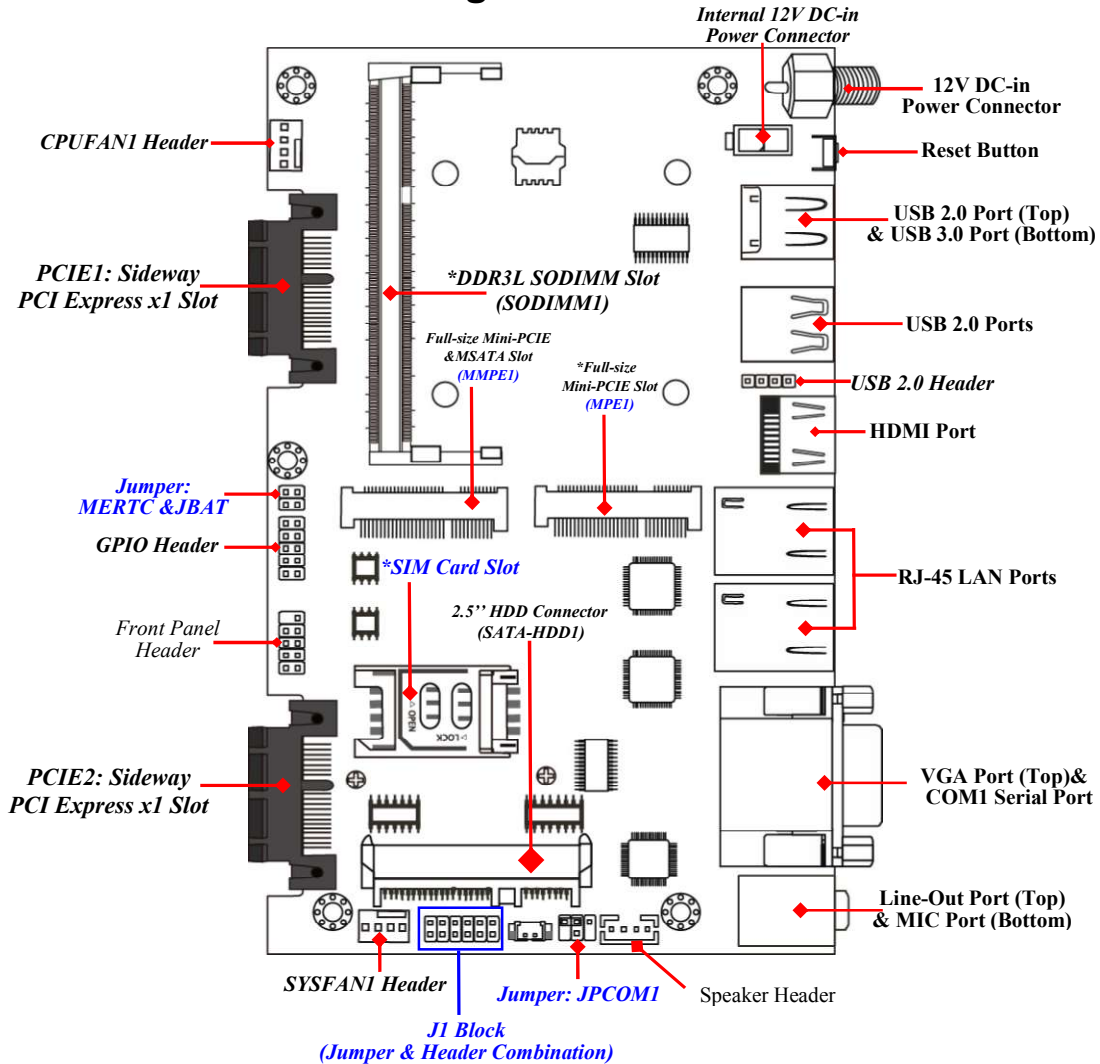 Internal 12V DC-in
Power Connector
12V DC-in
Power Connector
CPUFAN1 Header
Reset Button
USB 2.0 Port (Top)
& USB 3.0 Port (Bottom)
PCIE1: Sideway
PCI Express x1 Slot
*DDR3L SODIMM Slot
(SODIMM1)
USB 2.0 Ports
Full-size Mini-PCIE
&MSATA Slot
(MMPE1)
*Full-size
Mini-PCIE Slot
(MPE1)
USB 2.0 Header
HDMI Port
Jumper:
MERTC &JBAT
GPIO Header
*SIM Card Slot
RJ-45 LAN Ports
2.5’’ HDD Connector
(SATA-HDD1)
Front Panel
Header
△ OPEN
▷LOCK
PCIE2: Sideway
PCI Express x1 Slot
VGA Port (Top)&
COM1 Serial Port
Line-Out Port (Top)
& MIC Port (Bottom)
SYSFAN1 Header
Jumper: JPCOM1
Speaker Header
J1 Block
(Jumper & Header Combination)